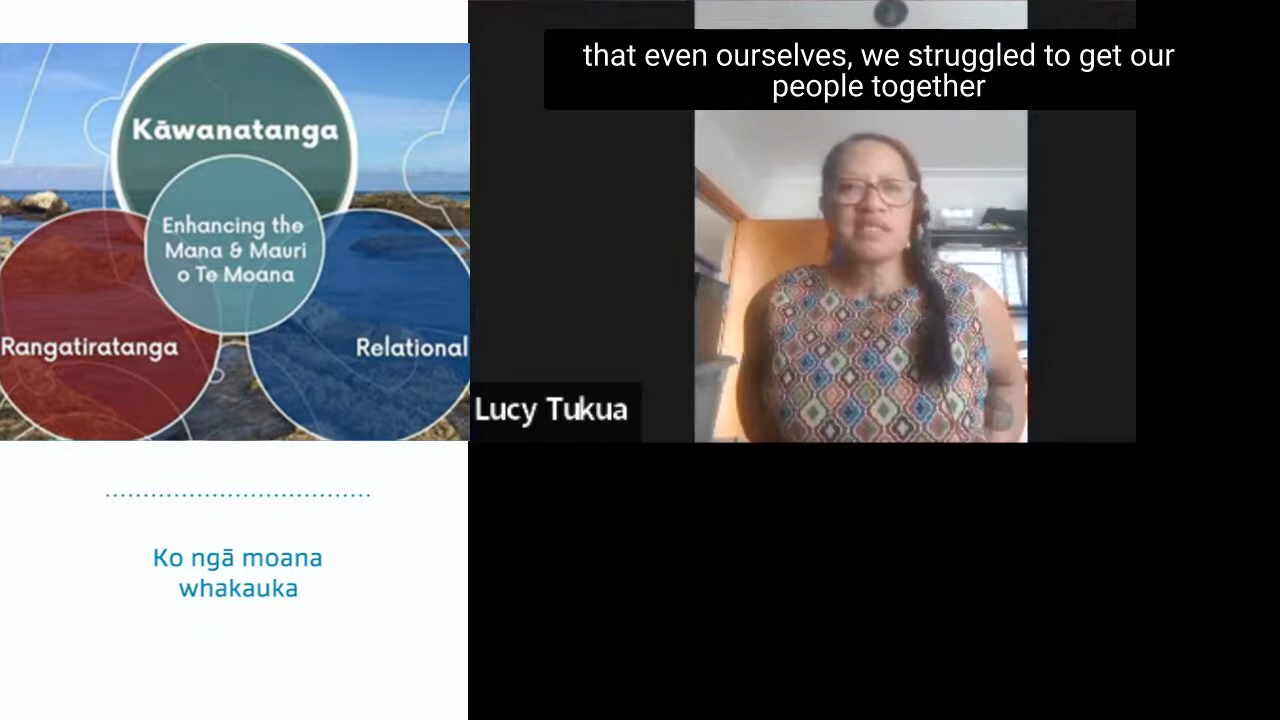 that even ourselves, we struggled to get our
people together
Kāwanatanga
Enhancing the
Mana & Mauri
o Te Moana
Rangatiratanga
Relational
Lucy Tukua
Ko ngā moana
whakauka